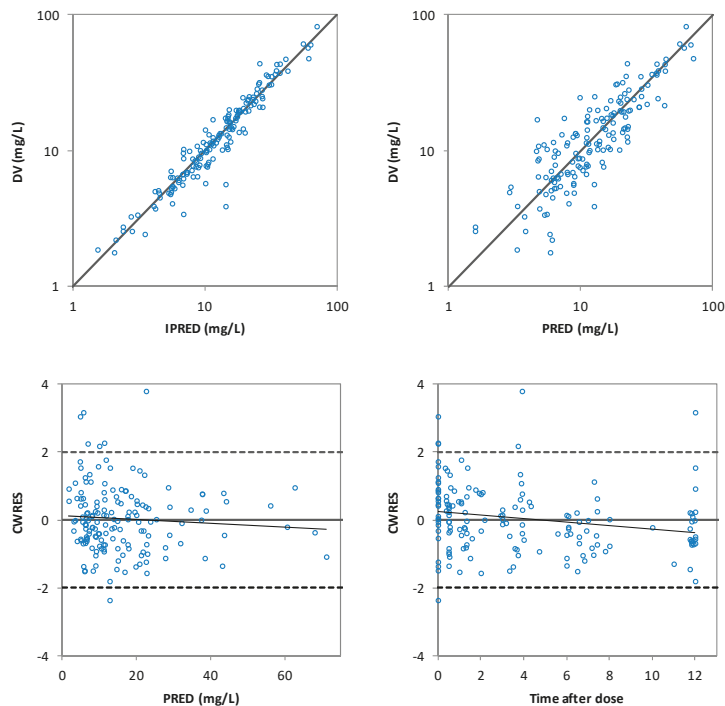 100
10
1
DV (mg/L)
1 10 100
IPRED (mg/L)
100
10
1
DV (mg/L)
1 10 100
PRED (mg/L)
4
2
0
-2
-4
CWRES
0 20 40 60
PRED (mg/L)
4
2
0
-2
-4
CWRES
0 2 4 6 8 10 12
Time after dose